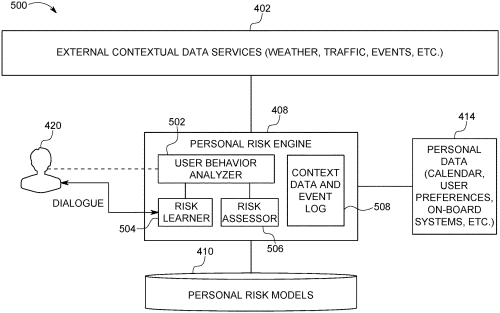 500
402
EXTERNAL CONTEXTUAL DATA SERVICES (WEATHER, TRAFFIC, EVENTS, ETC.)
420
502
408
414
PERSONAL RISK ENGINE
USER BEHAVIOR
ANALYZER
CONTEXT
DATA AND
EVENT
LOG
PERSONAL
DATA
(CALENDAR,
USER
PREFERENCES,
ON-BOARD
SYSTEMS,
ETC.)
DIALOGUE
RISK
LEARNER
RISK
ASSESSOR
504
506
508
410
PERSONAL RISK MODELS